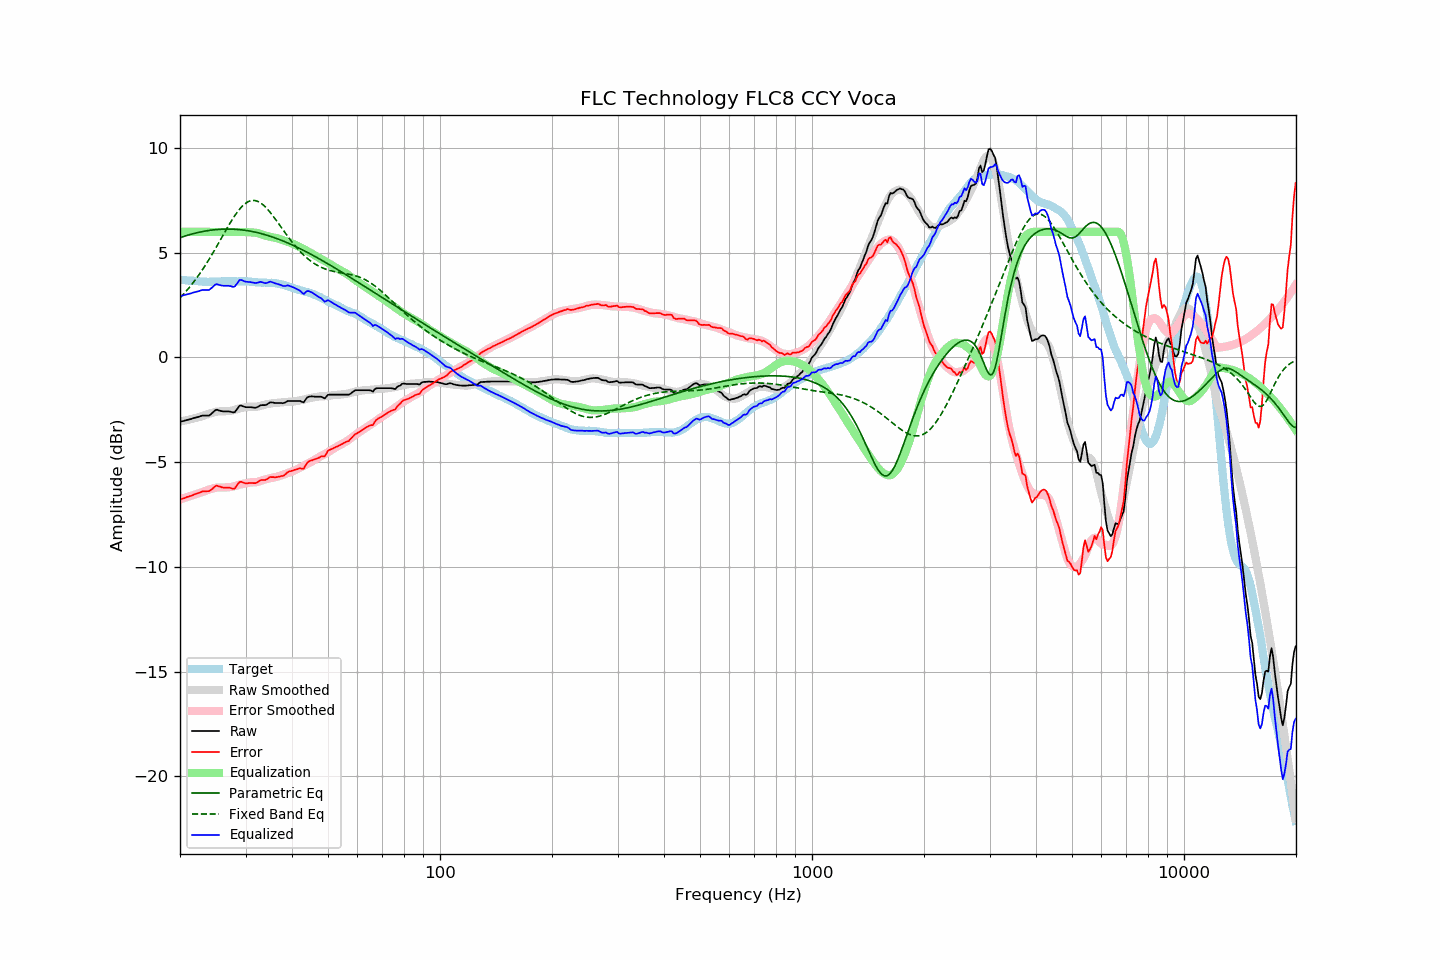 FLC Technology FLC8 CCY Voca
10
5
0
−5
−10
−15
−20
Amplitude (dBr)
Target
Raw Smoothed
Error Smoothed
Raw
Error
Equalization
Parametric Eq
Fixed Band Eq
Equalized
100
1000
10000
Frequency (Hz)